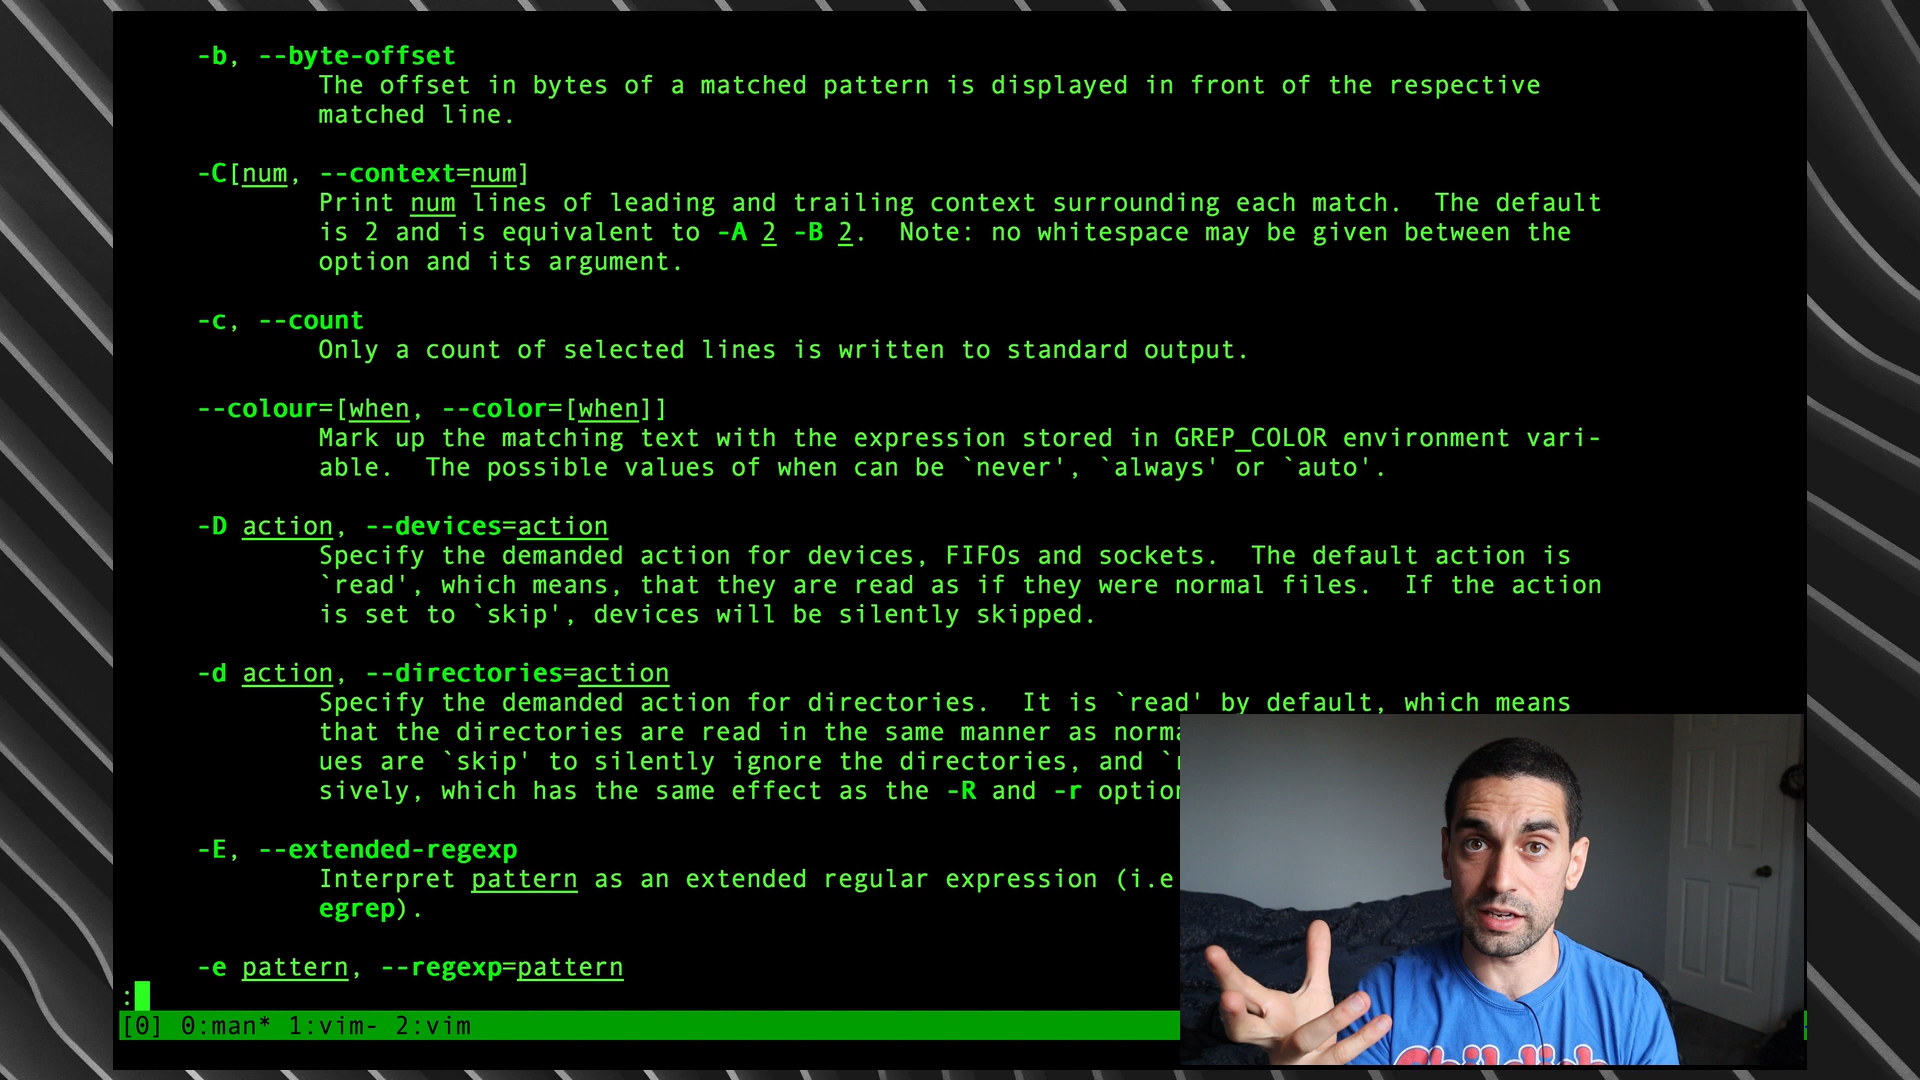 -b, --byte-offset
The offset in bytes of a matched pattern is displayed in front of the respective
matched line.
-C[num, --context=num]
Print num lines of leading and trailing context surrounding each match.  The default
is 2 and is equivalent to -A 2 -B 2.  Note: no whitespace may be given between the
option and its argument.
-c, --count
Only a count of selected lines is written to standard output.
--colour=[when, --color=[when]]
Mark up the matching text with the expression stored in GREP_COLOR environment vari-
able.  The possible values of when can be `never', `always' or `auto'.
-D action, --devices=action
Specify the demanded action for devices, FIFOs and sockets.  The default action is
`read', which means, that they are read as if they were normal files.  If the action
is set to `skip', devices will be silently skipped.
-d action, --directories=action
Specify the demanded action for directories.  It is `read' by default, which means
that the directories are read in the same manner as
ues are `skip' to silently ignore the directories, and
sively, which has the same effect as the -R and -r
-E, --extended-regexp
Interpret pattern as an extended regular expression (i.e
egrep).
-e pattern, --regexp=pattern
:
[0] 0:man* 1:vim- 2:vim